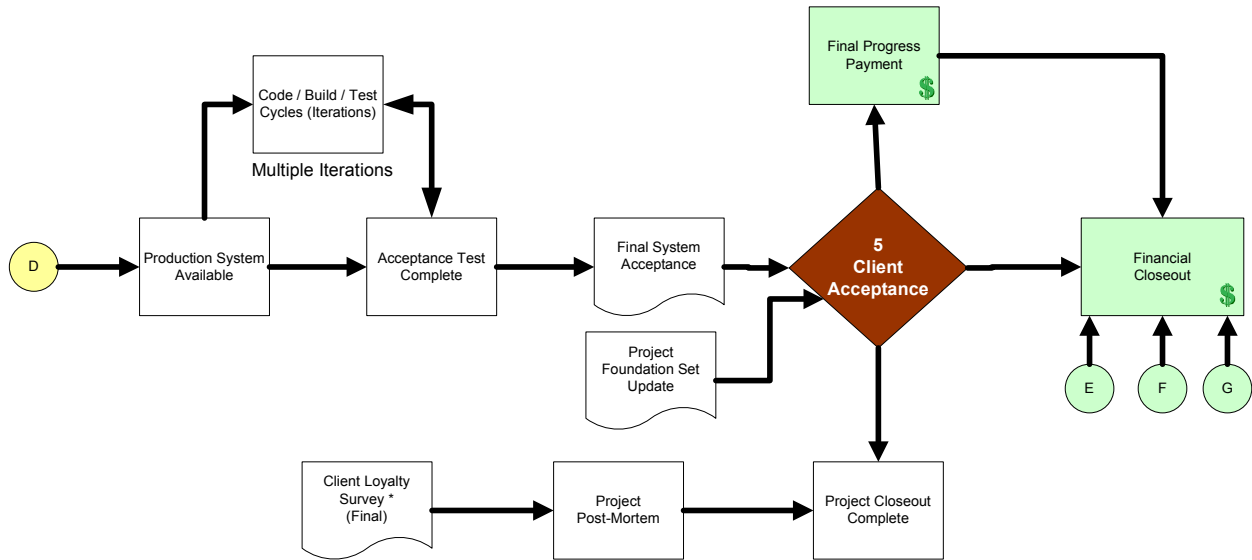 Final Progress
Payment
$
Code / Build / Test
Cycles (Iterations)
Multiple Iterations
D
Production System
Available
Acceptance Test
Complete
Final System
Acceptance
5
Client
Acceptance
Financial
Closeout
$
Project
Foundation Set
Update
E
F
G
Client Loyalty
Survey *
(Final)
Project
Post-Mortem
Project Closeout
Complete